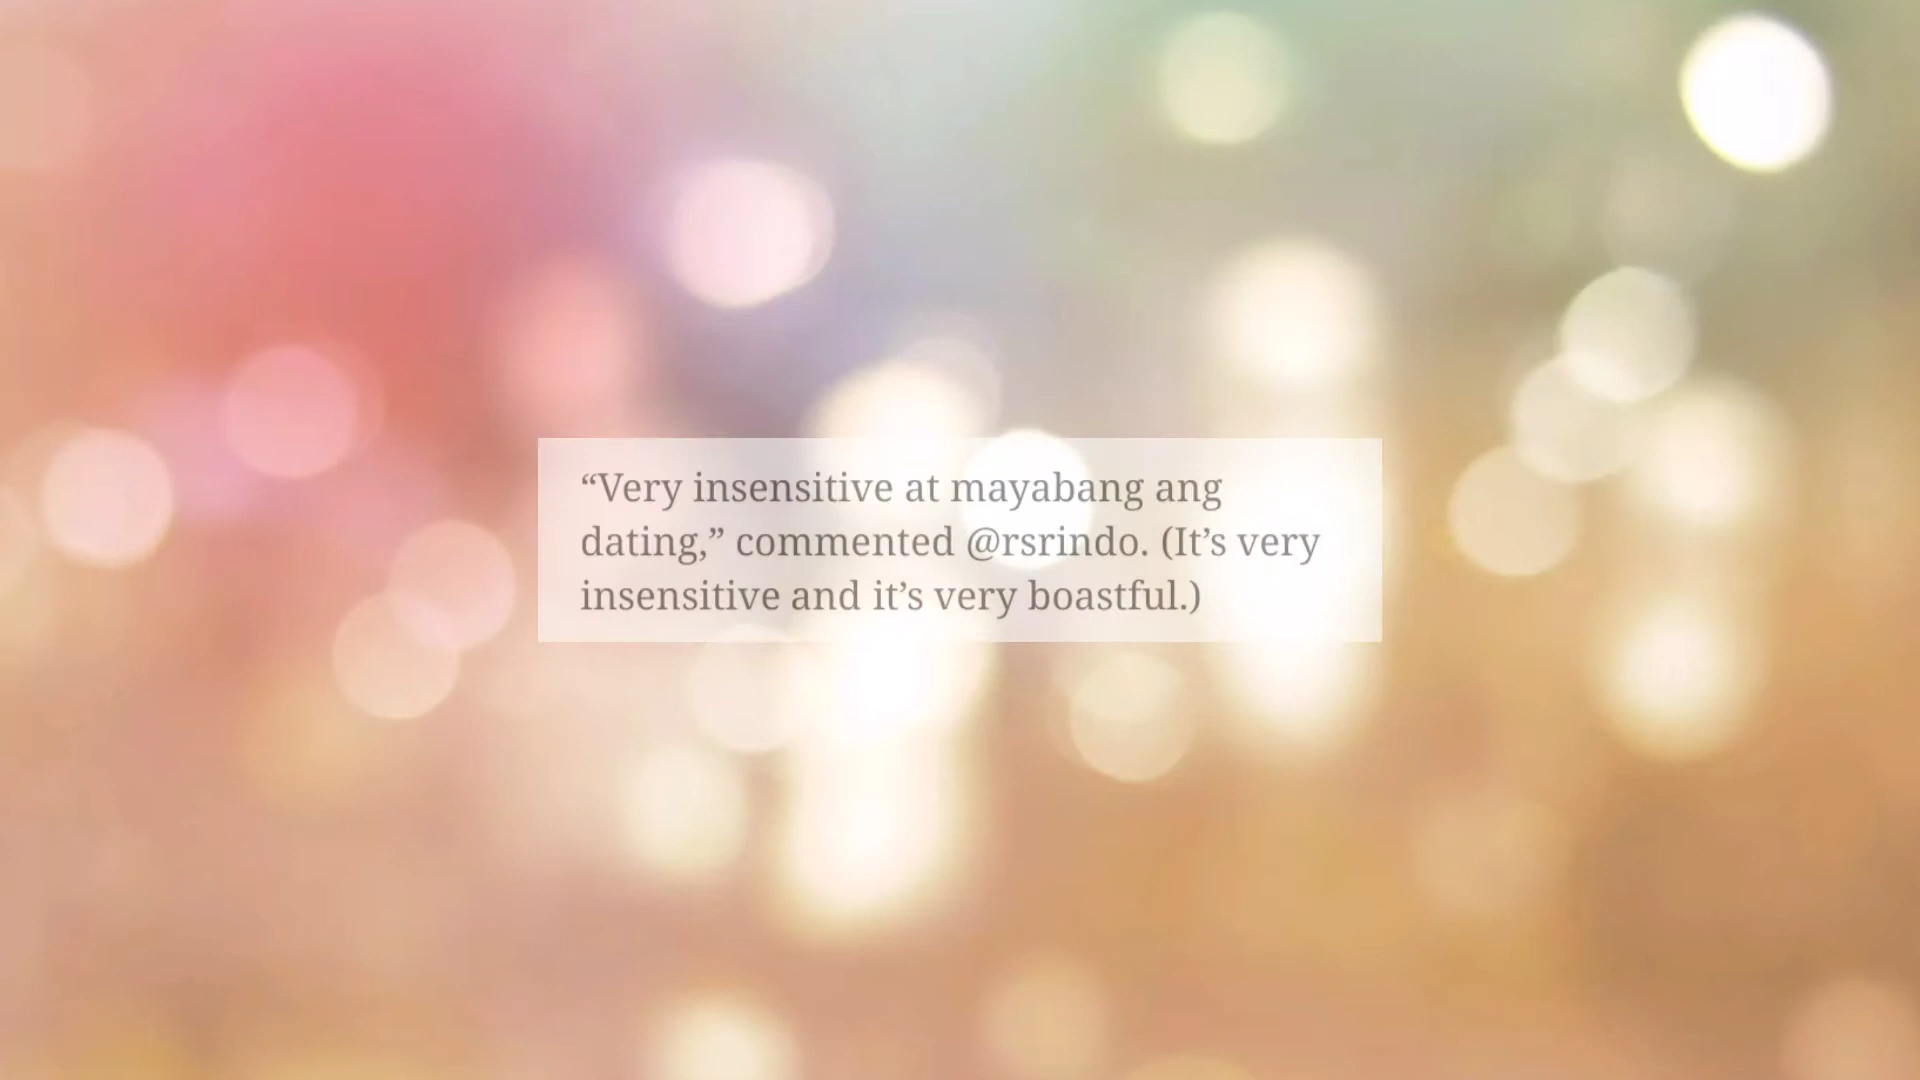 “Very insensitive at mayabang ang
dating,” commented @rsrindo. (It’s very
insensitive and it’s very boastful.)